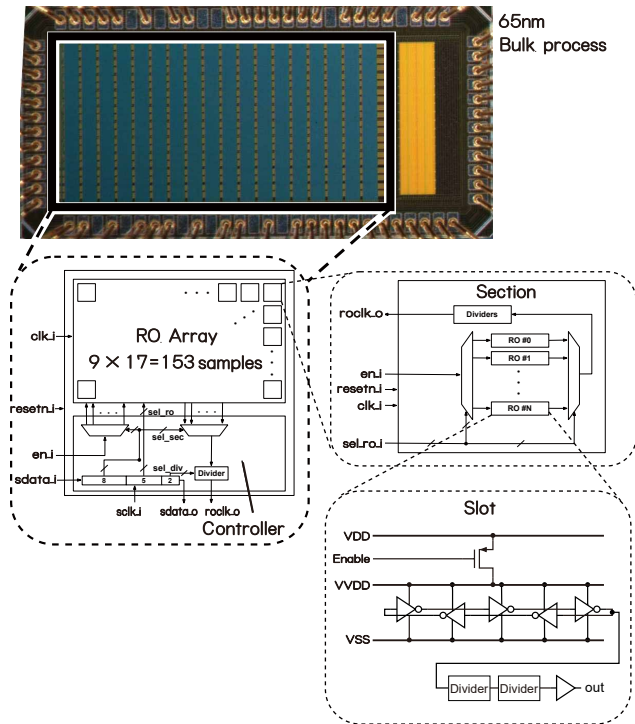 65nm
Bulk process
RO Array
9 × 17=153 samples
clk_i
resetn_i
en_i
sdata_i
sel_ro
sel_sec
sel_div
Divider
8
5
2
sclk_i
sdata_o
roclk_o
Controller
Section
roclk_o
Dividers
RO #0
RO #1
RO #N
en_i
resetn_i
clk_i
sel_ro_i
Slot
VDD
Enable
VVDD
VSS
Divider
Divider
out